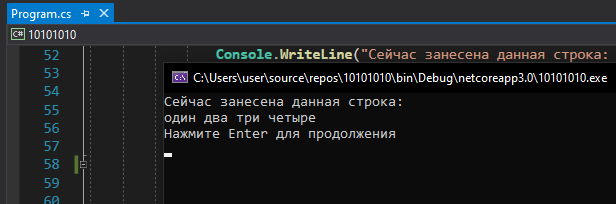 Program.cs
C# 10101010
52 Console.WriteLine("Сейчас занесена данная строка:
53
54
55
56
57
58
59
60
C:\Users\user\source\repos\10101010\bin\Debug\netcoreapp3.0\10101010.exe
Сейчас занесена данная строка:
один два три четыре
Нажмите Enter для продолжения